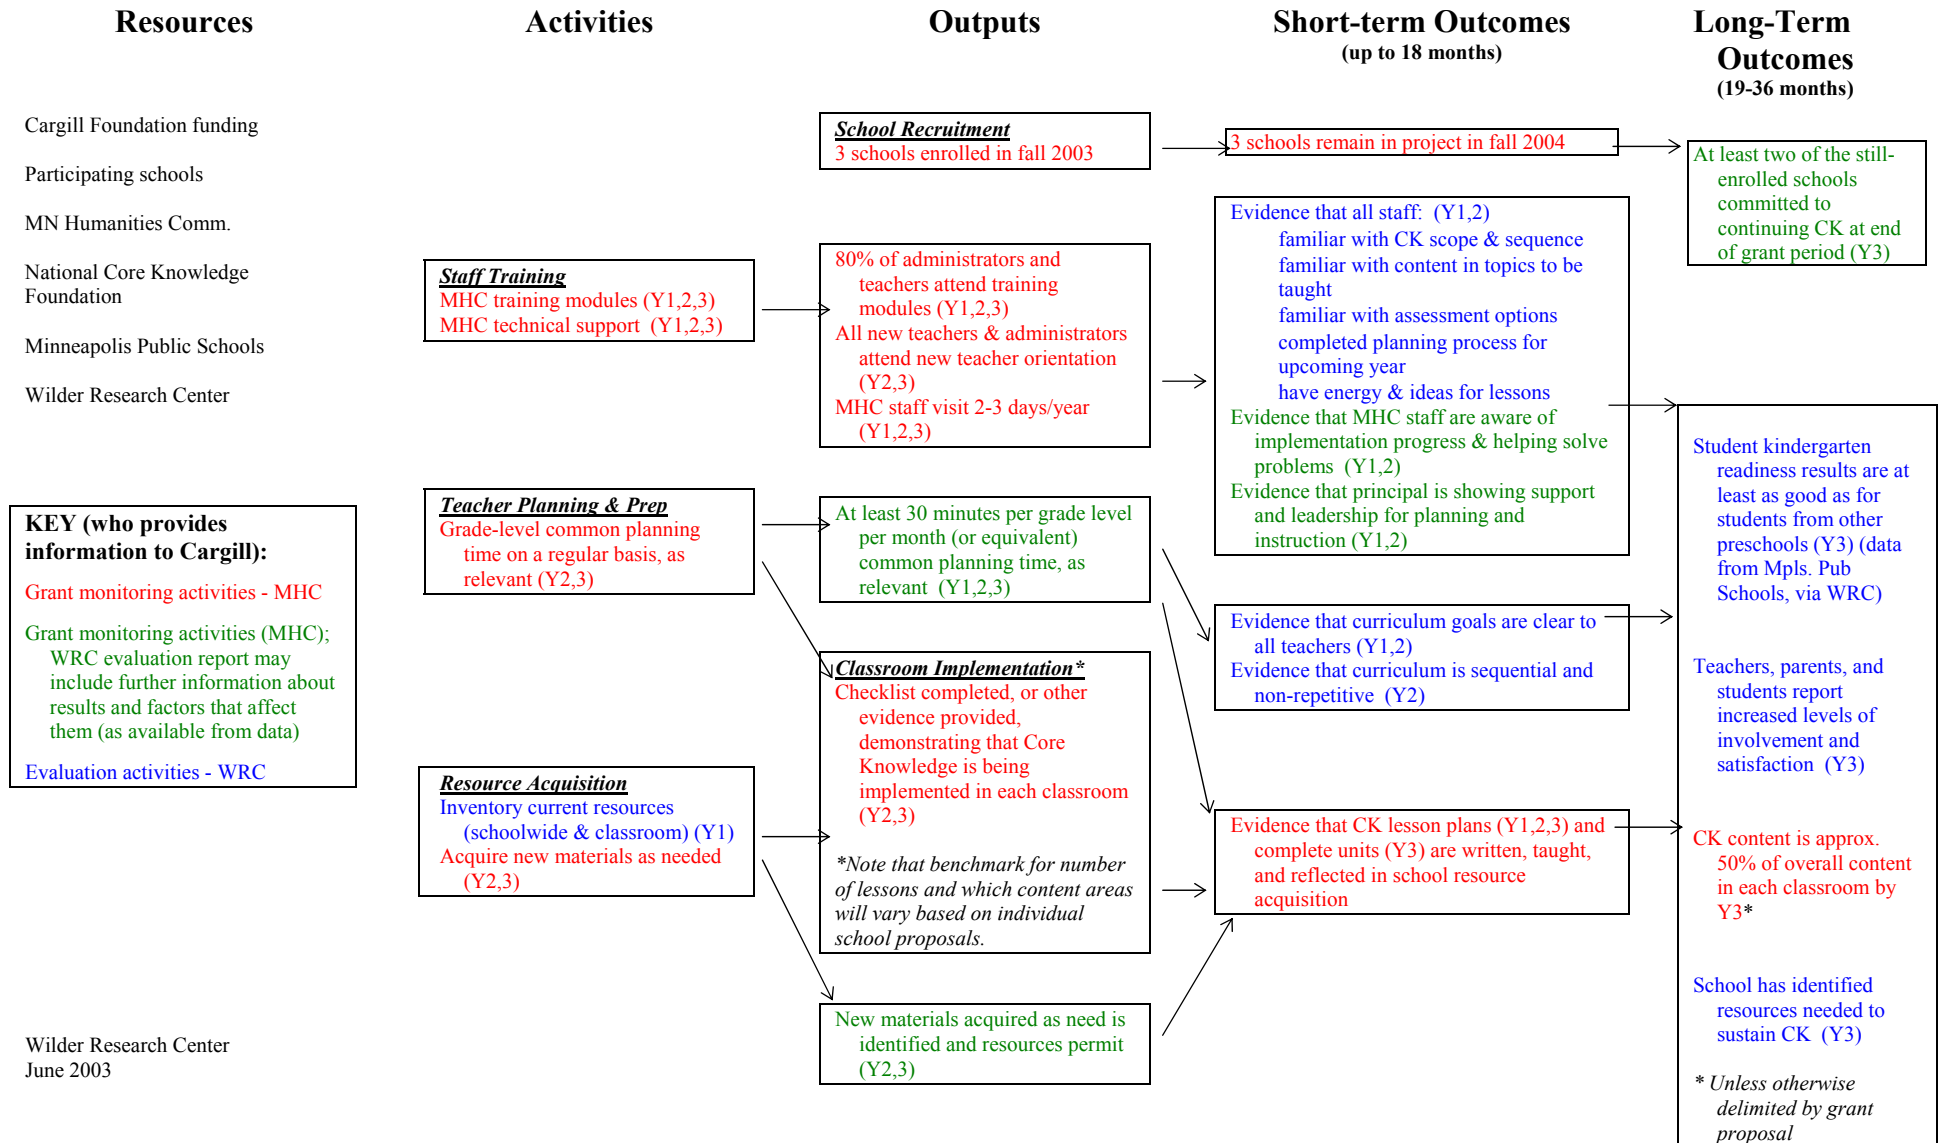 Resources
Activities
Outputs
Short-term Outcomes
(up to 18 months)
Long-Term
Outcomes
(19-36 months)
Cargill Foundation funding
Participating schools
MN Humanities Comm.
National Core Knowledge
Foundation
Minneapolis Public Schools
Wilder Research Center
KEY (who provides
information to Cargill):
Grant monitoring activities - MHC
Grant monitoring activities (MHC);
WRC evaluation report may
include further information about
results and factors that affect
them (as available from data)
Evaluation activities - WRC
Wilder Research Center
June 2003
Staff Training
MHC training modules (Y1,2,3)
MHC technical support (Y1,2,3)
Teacher Planning & Prep
Grade-level common planning
time on a regular basis, as
relevant (Y2,3)
Resource Acquisition
Inventory current resources
(schoolwide & classroom) (Y1)
Acquire new materials as needed
(Y2,3)
School Recruitment
3 schools enrolled in fall 2003
80% of administrators and
teachers attend training
modules (Y1,2,3)
All new teachers & administrators
attend new teacher orientation
(Y2,3)
MHC staff visit 2-3 days/year
(Y1,2,3)
At least 30 minutes per grade level
per month (or equivalent)
common planning time, as
relevant (Y1,2,3)
Classroom Implementation*
Checklist completed, or other
evidence provided,
demonstrating that Core
Knowledge is being
implemented in each classroom
(Y2,3)
*Note that benchmark for number
of lessons and which content areas
will vary based on individual
school proposals.
New materials acquired as need is
identified and resources permit
(Y2,3)
3 schools remain in project in fall 2004
Evidence that all staff: (Y1,2)
familiar with CK scope & sequence
familiar with content in topics to be
taught
familiar with assessment options
completed planning process for
upcoming year
have energy & ideas for lessons
Evidence that MHC staff are aware of
implementation progress & helping solve
problems (Y1,2)
Evidence that principal is showing support
and leadership for planning and
instruction (Y1,2)
Evidence that curriculum goals are clear to
all teachers (Y1,2)
Evidence that curriculum is sequential and
non-repetitive (Y2)
Evidence that CK lesson plans (Y1,2,3) and
complete units (Y3) are written, taught,
and reflected in school resource
acquisition
At least two of the still-
enrolled schools
committed to
continuing CK at end
of grant period (Y3)
Student kindergarten
readiness results are at
least as good as for
students from other
preschools (Y3) (data
from Mpls. Pub
Schools, via WRC)
Teachers, parents, and
students report
increased levels of
involvement and
satisfaction (Y3)
CK content is approx.
50% of overall content
in each classroom by
Y3*
School has identified
resources needed to
sustain CK (Y3)
* Unless otherwise
delimited by grant
proposal